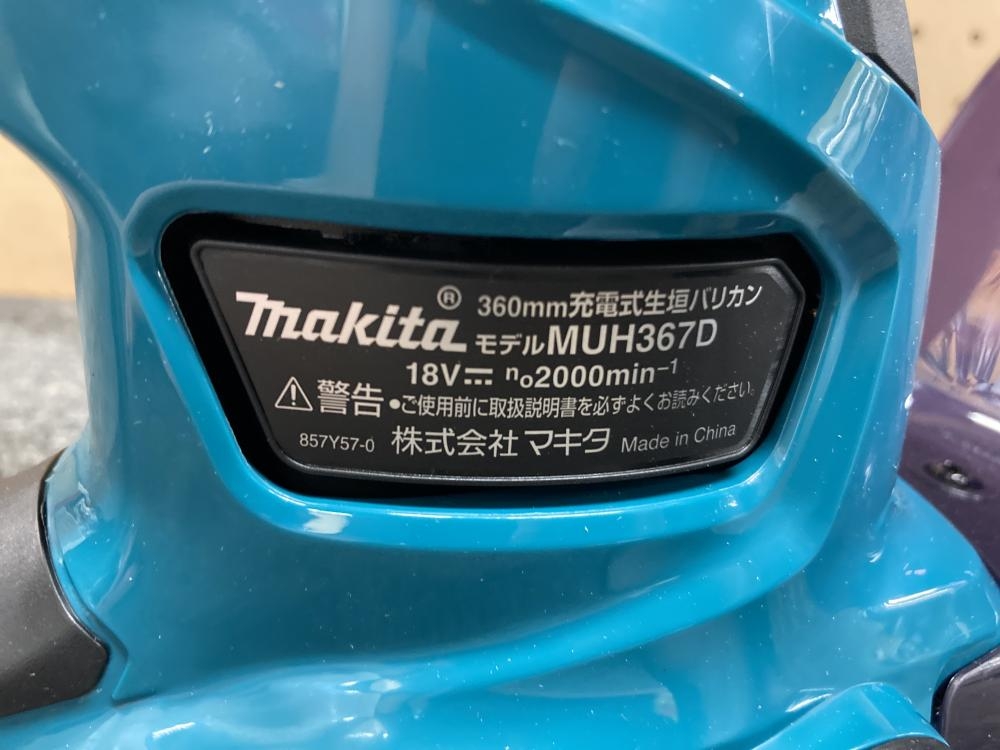 makita® 360mm充電式生垣バリカン
モデルMUH367D
18V⎓ n₀2000min⁻¹
⚠警告 •ご使用前に取扱説明書を必ずよくお読みください。
857Y57-0 株式会社 マキタ Made in China